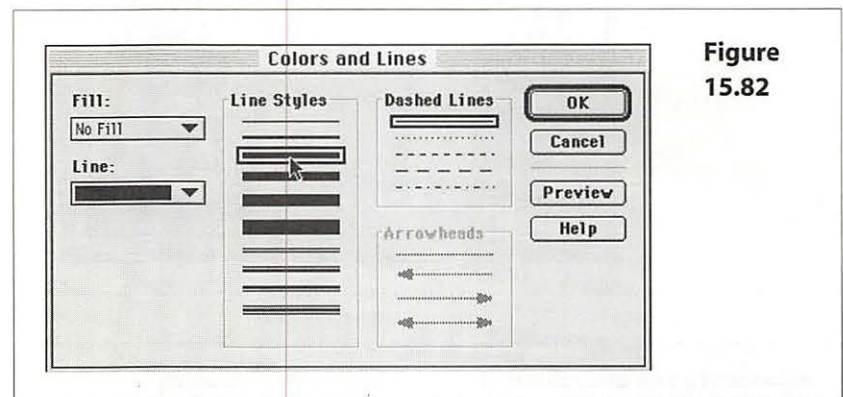 Figure
15.82
Colors and Lines
Fill:
No Fill
Line:
Line Styles
Dashed Lines
Arrowheads
OK
Cancel
Preview
Help